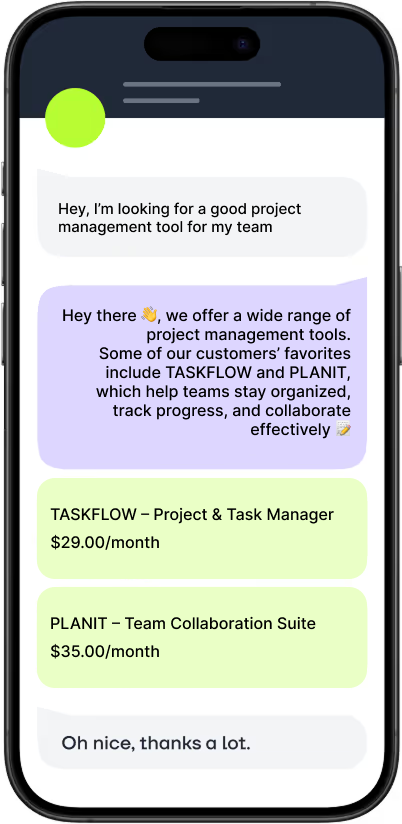 Hey, I’m looking for a good project
management tool for my team
Hey there 👋, we offer a wide range of
project management tools.
Some of our customers’ favorites
include TASKFLOW and PLANIT,
which help teams stay organized,
track progress, and collaborate
effectively 📝
TASKFLOW – Project & Task Manager
$29.00/month
PLANIT – Team Collaboration Suite
$35.00/month
Oh nice, thanks a lot.